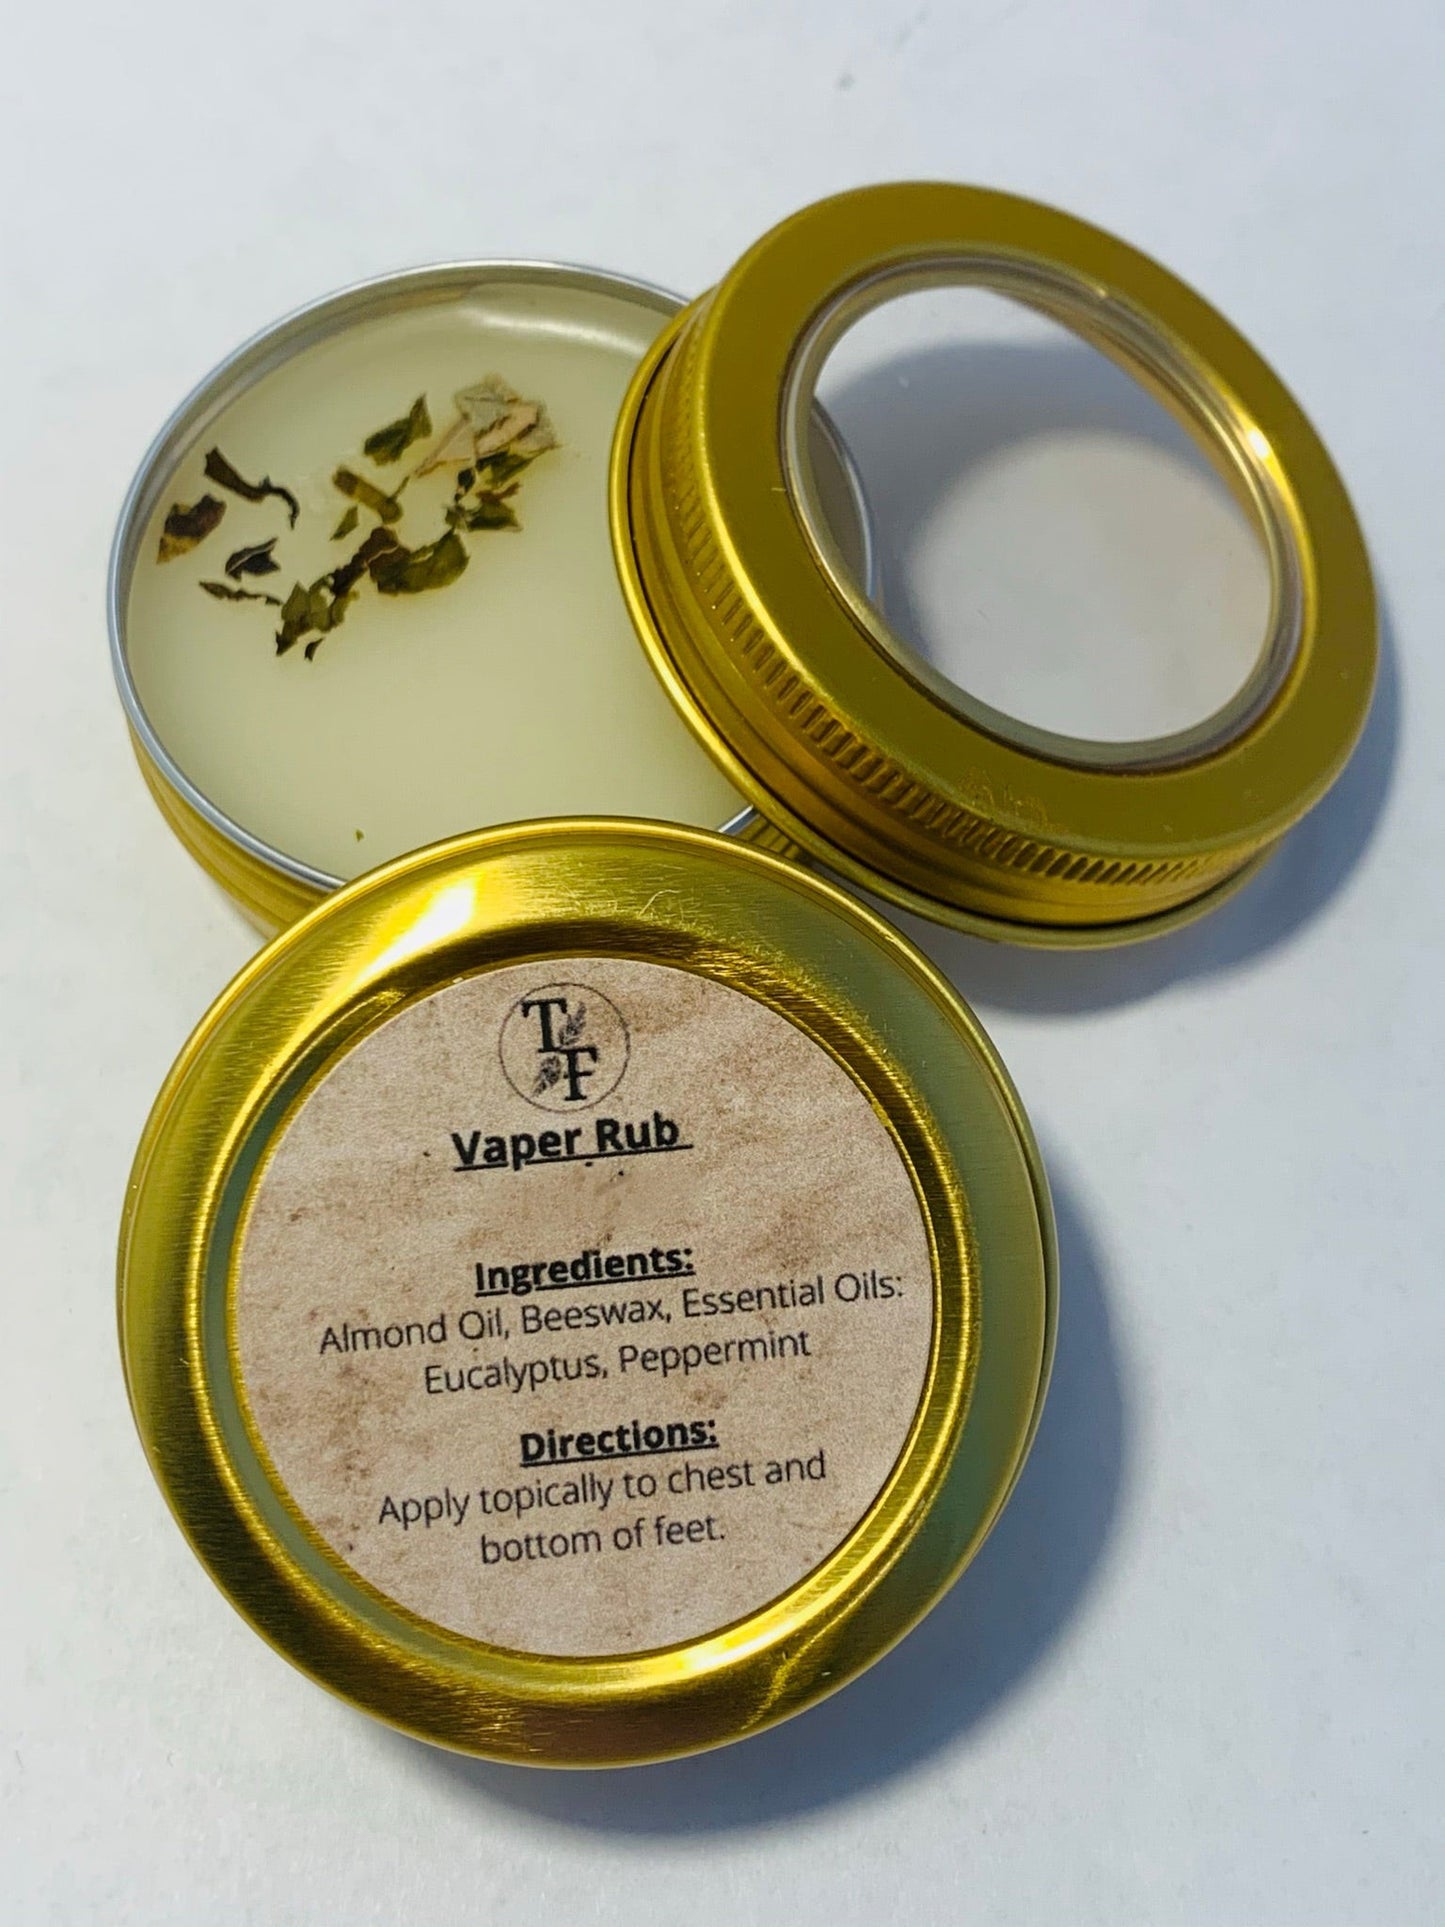 TF
Vaper Rub
Ingredients:
Almond Oil, Beeswax, Essential Oils:
Eucalyptus, Peppermint
Directions:
Apply topically to chest and
bottom of feet.